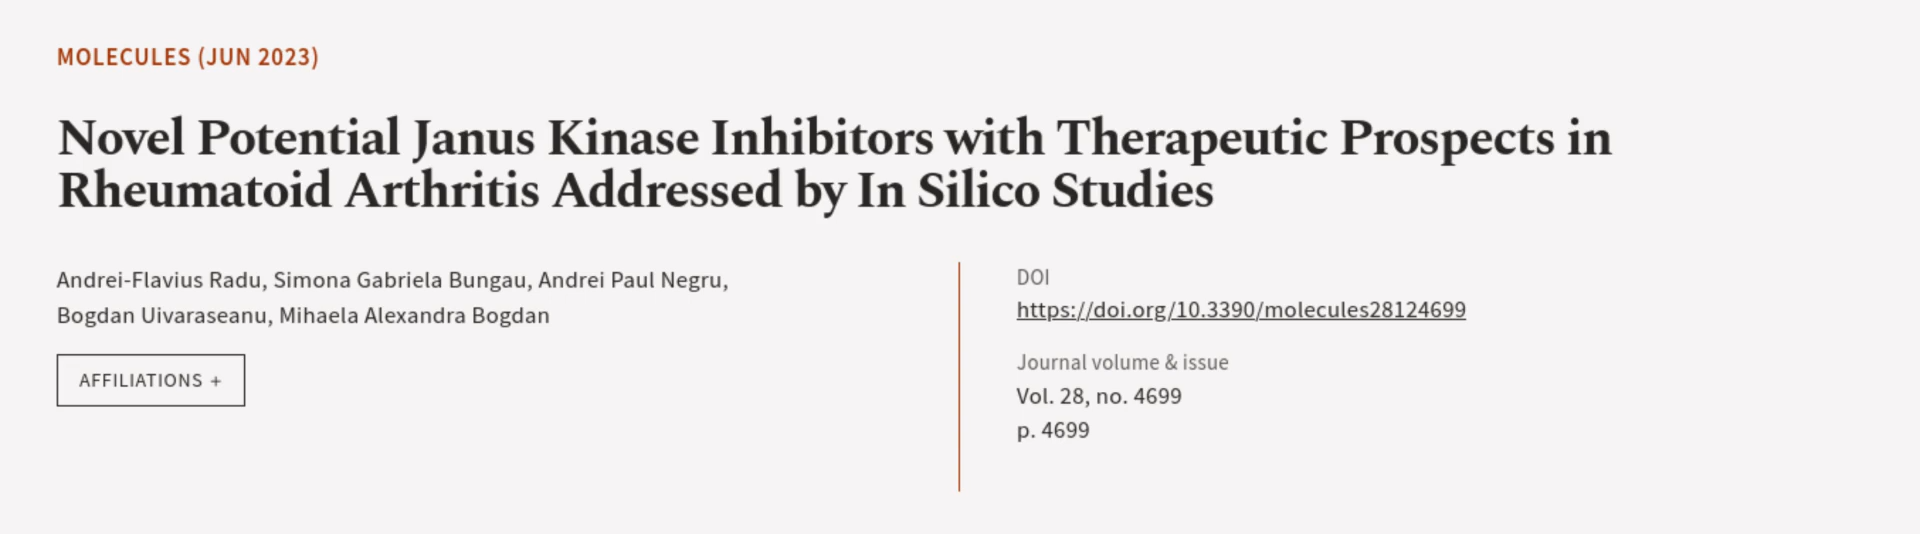 MOLECULES (JUN 2023)
Novel Potential Janus Kinase Inhibitors with Therapeutic Prospects in
Rheumatoid Arthritis Addressed by In Silico Studies
Andrei-Flavius Radu, Simona Gabriela Bungau, Andrei Paul Negru,
Bogdan Uivaraseanu, Mihaela Alexandra Bogdan
AFFILIATIONS +
DOI
https://doi.org/10.3390/molecules28124699
Journal volume & issue
Vol. 28, no. 4699
p. 4699